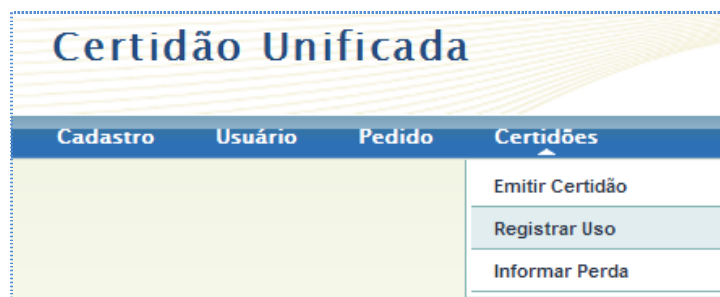 Certidão Unificada
Cadastro Usuário Pedido Certidões
Emitir Certidão
Registrar Uso
Informar Perda